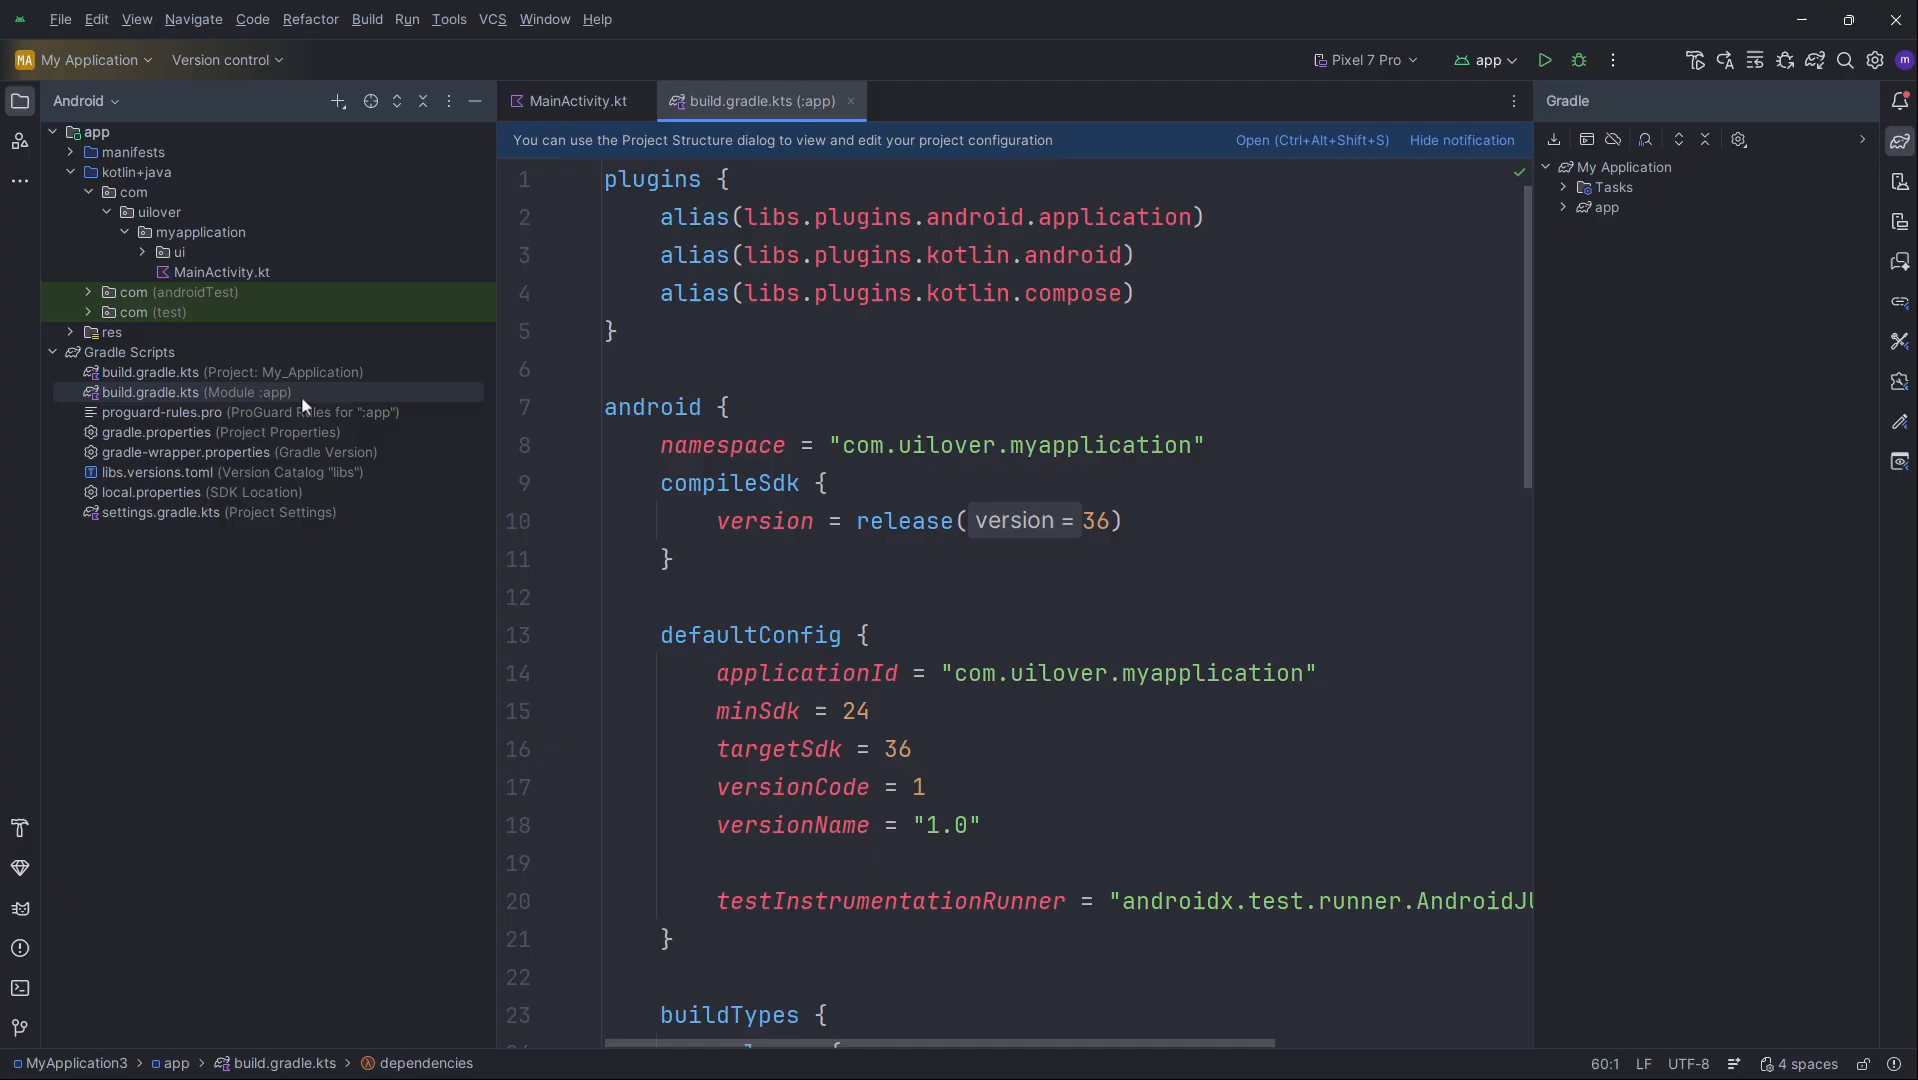 File Edit View Navigate Code Refactor Build Run Tools VCS Window Help
MA My Application Version control Pixel 7 Pro app m
Android
MainActivity.kt build.gradle.kts (:app)
Gradle
You can use the Project Structure dialog to view and edit your project configuration Open (Ctrl+Alt+Shift+S) Hide notification
app
manifests
kotlin+java
com
uilover
myapplication
ui
MainActivity.kt
com (androidTest)
com (test)
res
Gradle Scripts
build.gradle.kts (Project: My_Application)
build.gradle.kts (Module :app)
proguard-rules.pro (ProGuard Rules for ":app")
gradle.properties (Project Properties)
gradle-wrapper.properties (Gradle Version)
libs.versions.toml (Version Catalog "libs")
local.properties (SDK Location)
settings.gradle.kts (Project Settings)
1 plugins {
2 alias(libs.plugins.android.application)
3 alias(libs.plugins.kotlin.android)
4 alias(libs.plugins.kotlin.compose)
5 }
6
7 android {
8 namespace = "com.uilover.myapplication"
9 compileSdk {
10 version = release( version = 36)
11 }
12
13 defaultConfig {
14 applicationId = "com.uilover.myapplication"
15 minSdk = 24
16 targetSdk = 36
17 versionCode = 1
18 versionName = "1.0"
19
20 testInstrumentationRunner = "androidx.test.runner.AndroidJU
21 }
22
23 buildTypes {
My Application
Tasks
app
MyApplication3 > app > build.gradle.kts > dependencies
60:1 LF UTF-8 4 spaces